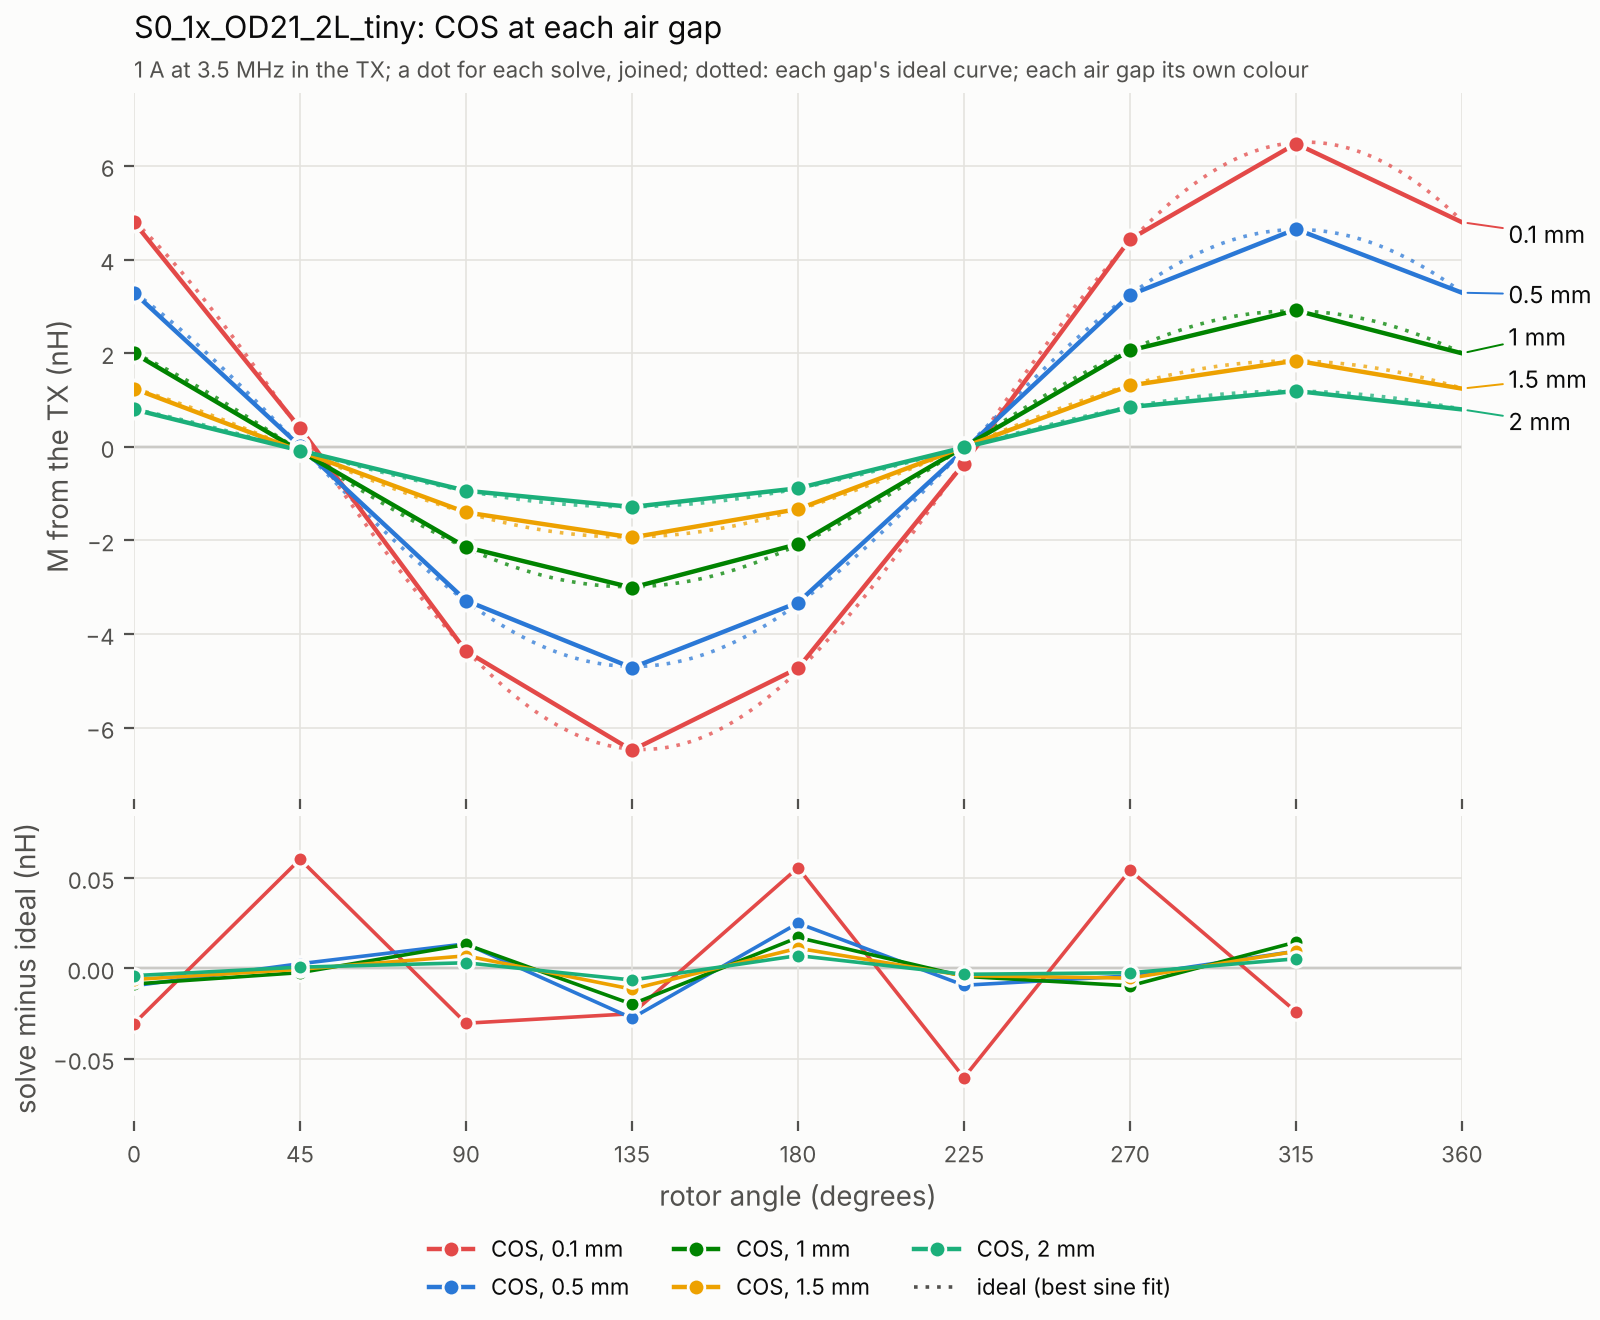 S0_1x_OD21_2L_tiny: COS at each air gap
1 A at 3.5 MHz in the TX; a dot for each solve, joined; dotted: each gap's ideal curve; each air gap its own colour
M from the TX (nH)
6
4
2
0
−2
−4
−6
0.1 mm
0.5 mm
1 mm
1.5 mm
2 mm
solve minus ideal (nH)
0.05
0.00
−0.05
0 45 90 135 180 225 270 315 360
rotor angle (degrees)
COS, 0.1 mm COS, 1 mm COS, 2 mm
COS, 0.5 mm COS, 1.5 mm ideal (best sine fit)